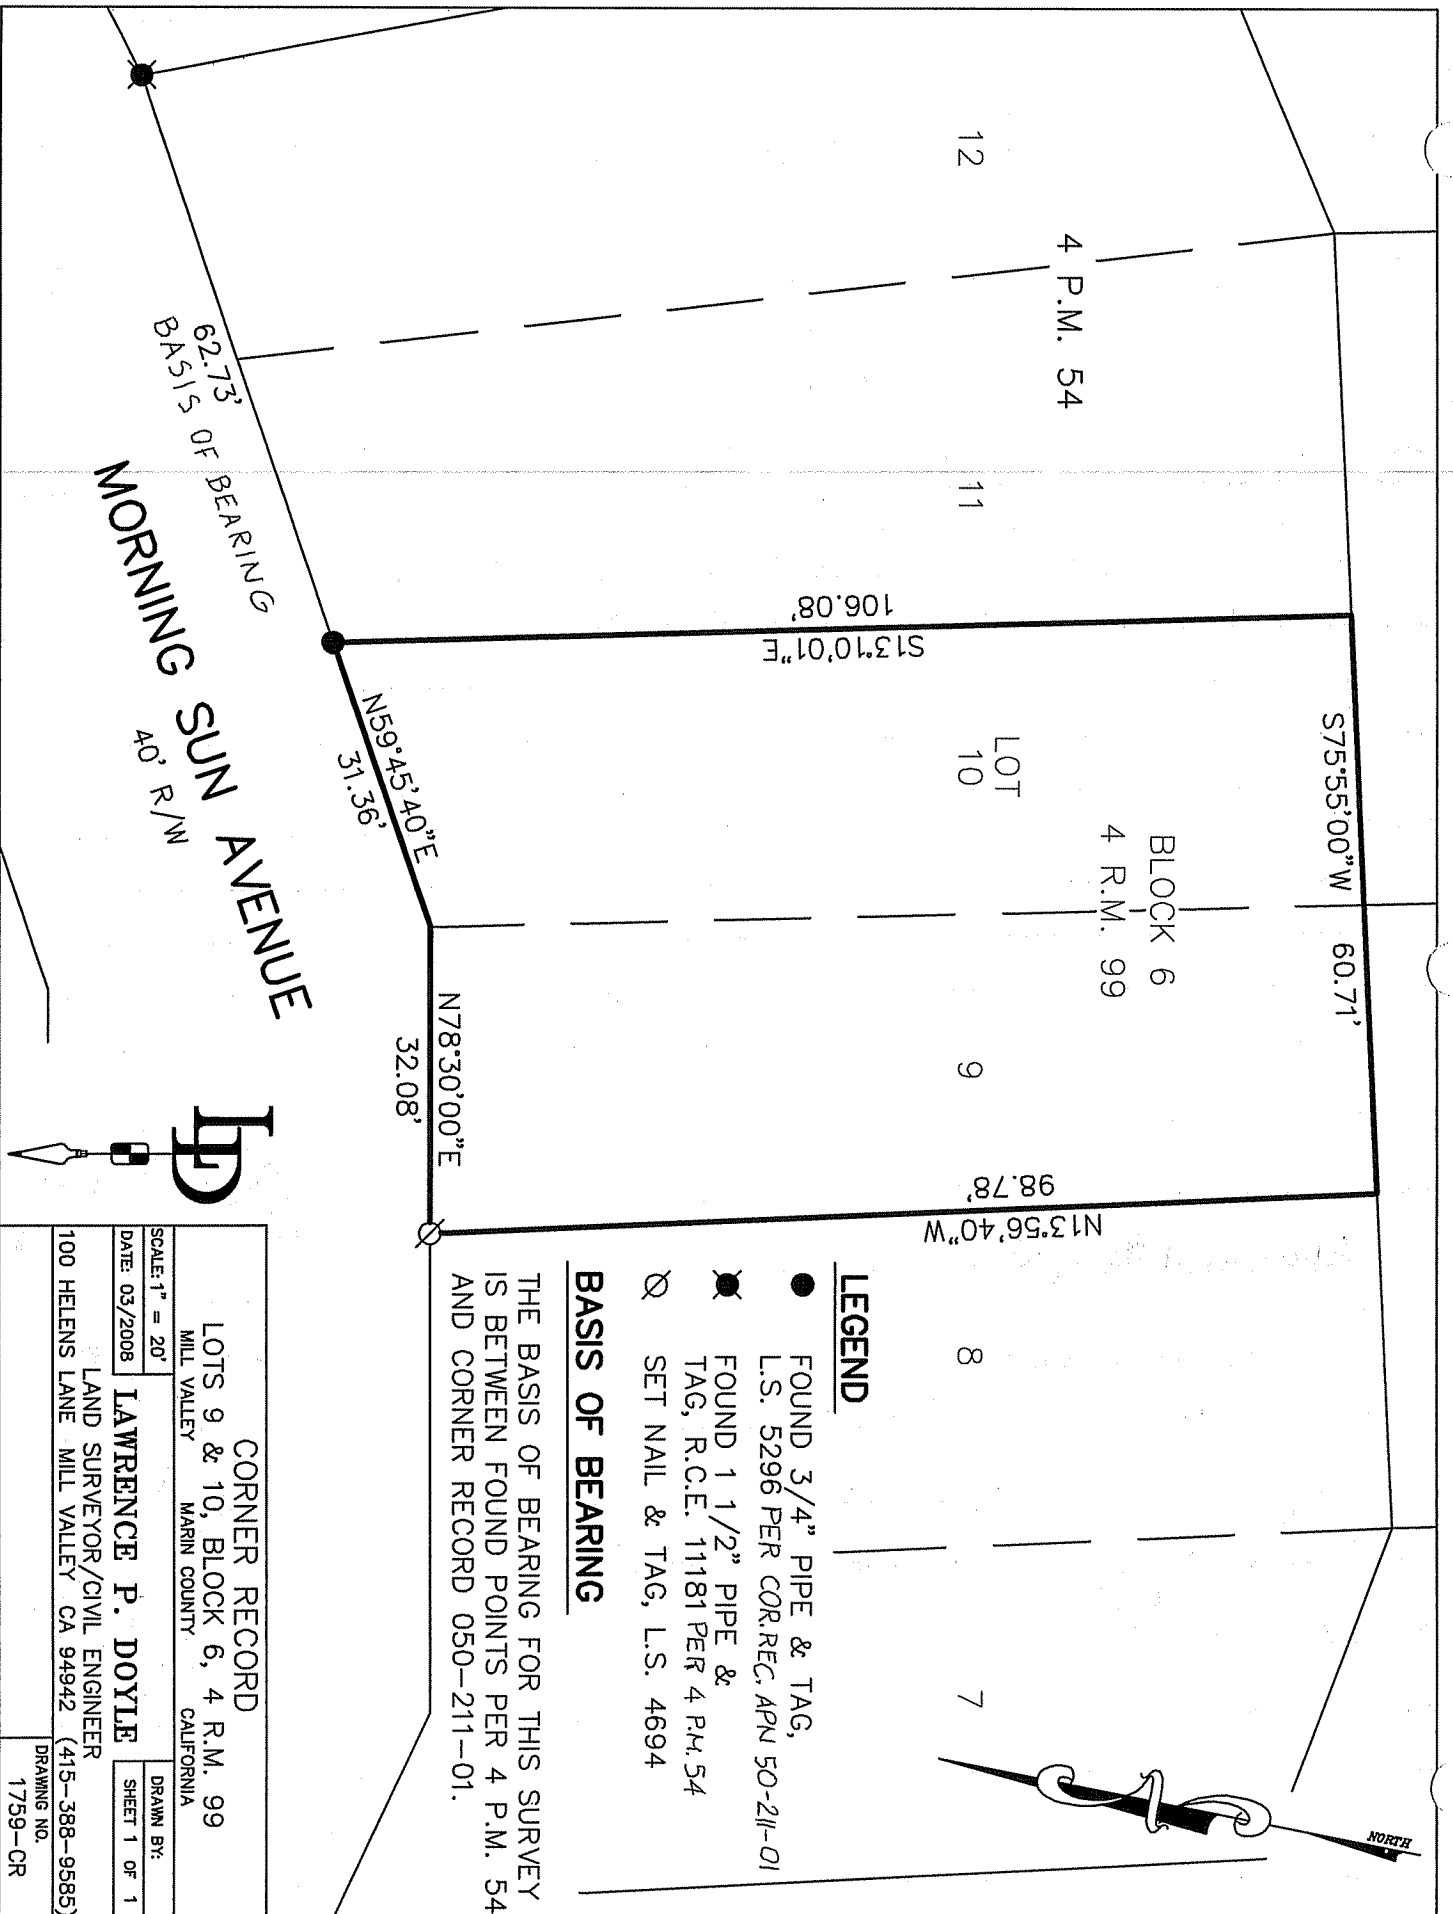 NORTH
12
4 P.M. 54
11
106.08'
S13°10'01"E
S75°55'00"W 60.71'
LOT
10
BLOCK 6
4 R.M. 99
9
98.78'
N13°56'40"W
8
7
N59°45'40"E
31.36'
N78°30'00"E
32.08'
62.73'
BASIS OF BEARING
MORNING SUN AVENUE
40' R/W
LEGEND
FOUND 3/4" PIPE & TAG,
L.S. 5296 PER COR. REC. APN 50-211-01
FOUND 1 1/2" PIPE &
TAG, R.C.E. 11181 PER 4 P.M. 54
SET NAIL & TAG, L.S. 4694
BASIS OF BEARING
THE BASIS OF BEARING FOR THIS SURVEY
IS BETWEEN FOUND POINTS PER 4 P.M. 54
AND CORNER RECORD 050-211-01.
LD
CORNER RECORD
LOTS 9 & 10, BLOCK 6, 4 R.M. 99
MILL VALLEY MARIN COUNTY CALIFORNIA
SCALE: 1" = 20'
DRAWN BY:
DATE: 03/2008
LAWRENCE P. DOYLE
SHEET 1 OF 1
LAND SURVEYOR/CIVIL ENGINEER
100 HELENS LANE MILL VALLEY CA 94942 (415-388-9585)
DRAWING NO.
1759-CR